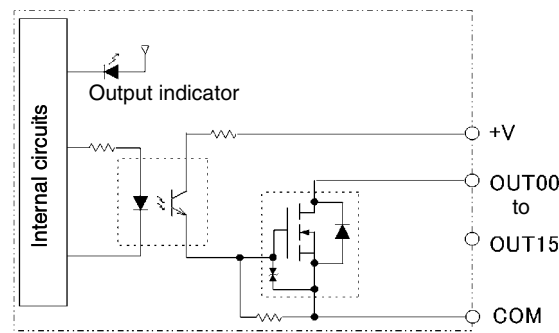 Internal circuits
Output indicator
+V
OUT00
to
OUT15
COM